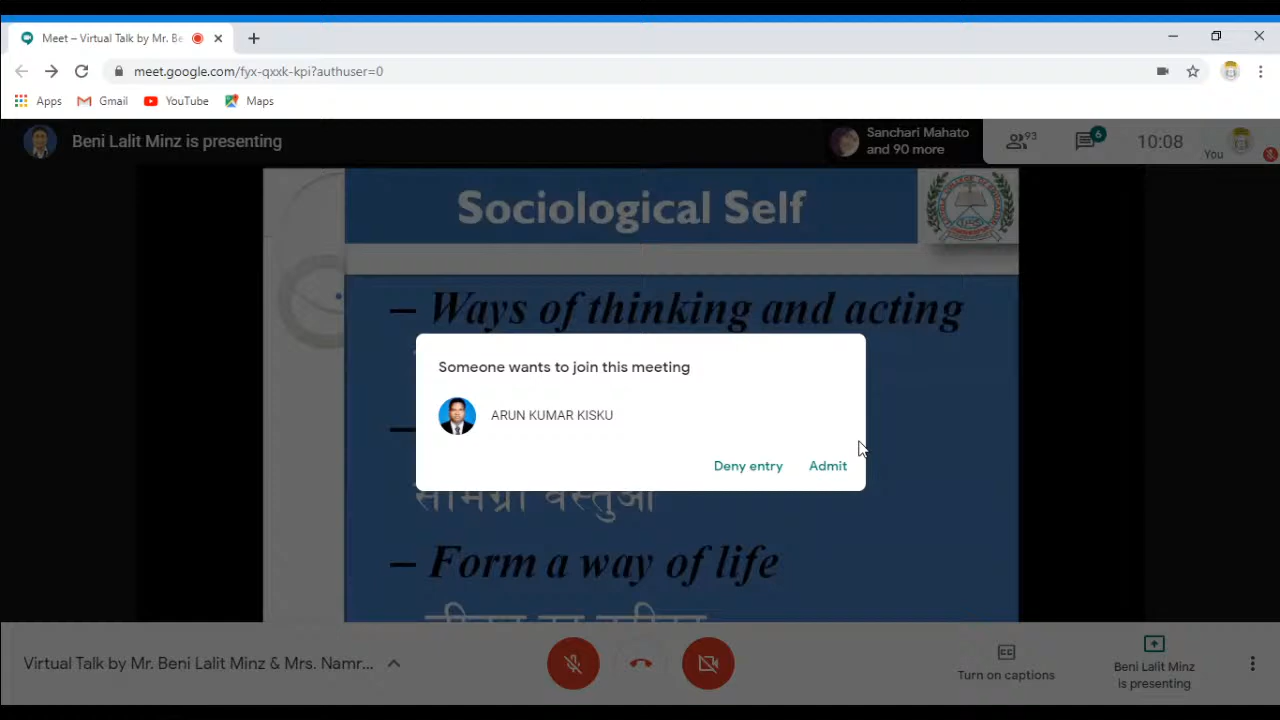 Meet – Virtual Talk by Mr. Be
meet.google.com/fyx-qxxk-kpi?authuser=0
Apps Gmail YouTube Maps
Beni Lalit Minz is presenting
Sanchari Mahato
and 90 more
93
6
10:08
You
Sociological Self
– Ways of thinking and acting
Someone wants to join this meeting
ARUN KUMAR KISKU
Deny entry Admit
सामग्री वस्तुओं
– Form a way of life
Virtual Talk by Mr. Beni Lalit Minz & Mrs. Namr...
Turn on captions
Beni Lalit Minz
is presenting